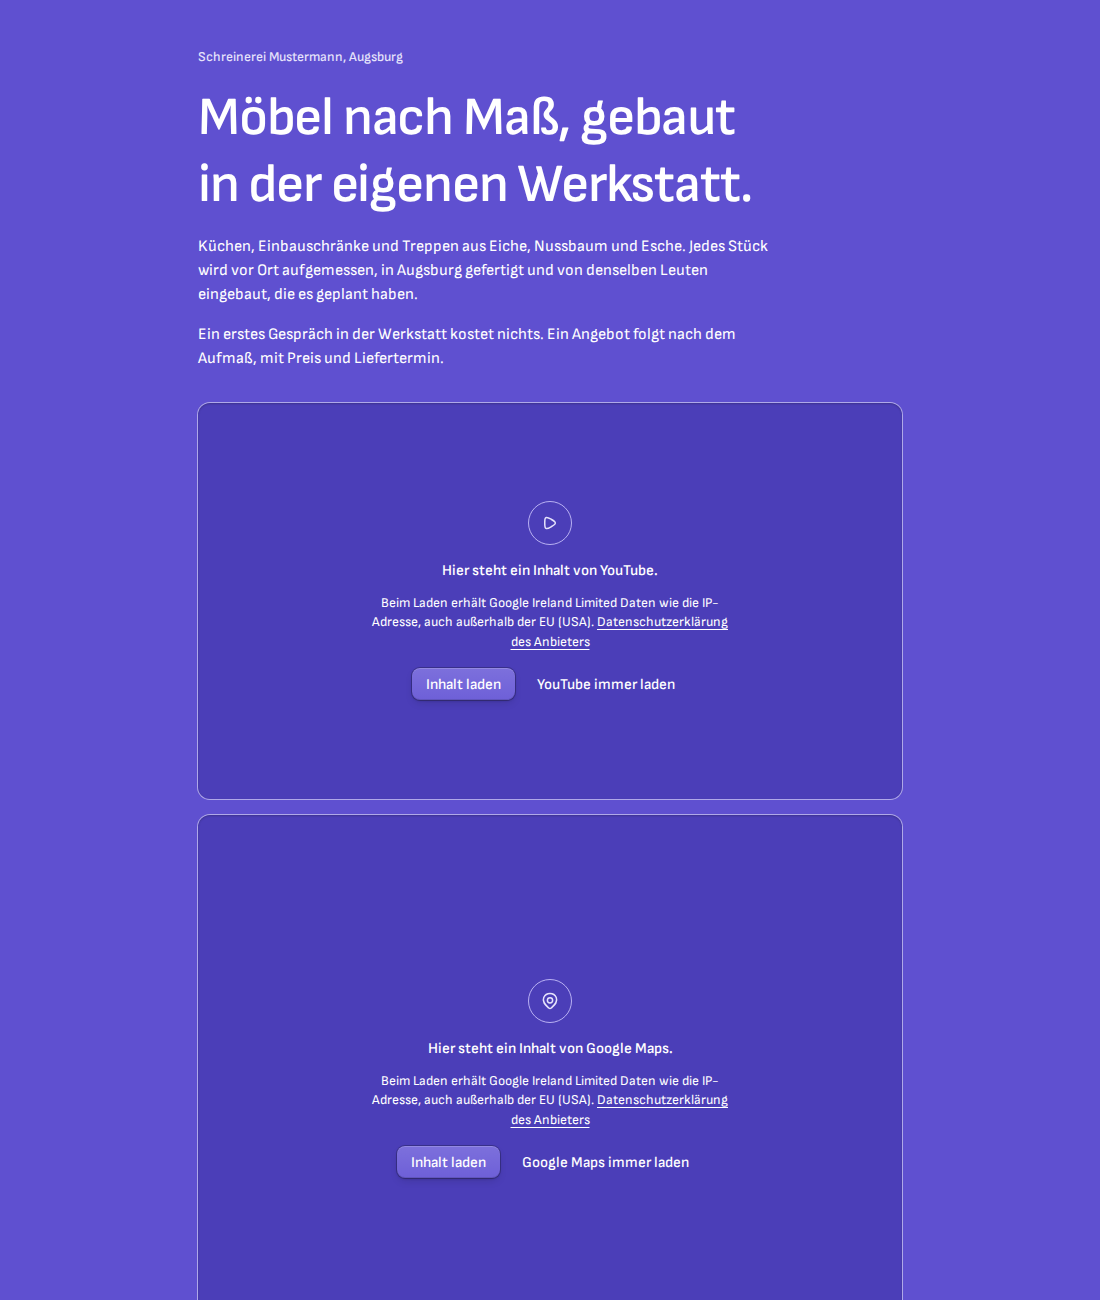 Schreinerei Mustermann, Augsburg
Möbel nach Maß, gebaut
in der eigenen Werkstatt.
Küchen, Einbauschränke und Treppen aus Eiche, Nussbaum und Esche. Jedes Stück
wird vor Ort aufgemessen, in Augsburg gefertigt und von denselben Leuten
eingebaut, die es geplant haben.
Ein erstes Gespräch in der Werkstatt kostet nichts. Ein Angebot folgt nach dem
Aufmaß, mit Preis und Liefertermin.
Hier steht ein Inhalt von YouTube.
Beim Laden erhält Google Ireland Limited Daten wie die IP-
Adresse, auch außerhalb der EU (USA). Datenschutzerklärung
des Anbieters
Inhalt laden YouTube immer laden
Hier steht ein Inhalt von Google Maps.
Beim Laden erhält Google Ireland Limited Daten wie die IP-
Adresse, auch außerhalb der EU (USA). Datenschutzerklärung
des Anbieters
Inhalt laden Google Maps immer laden